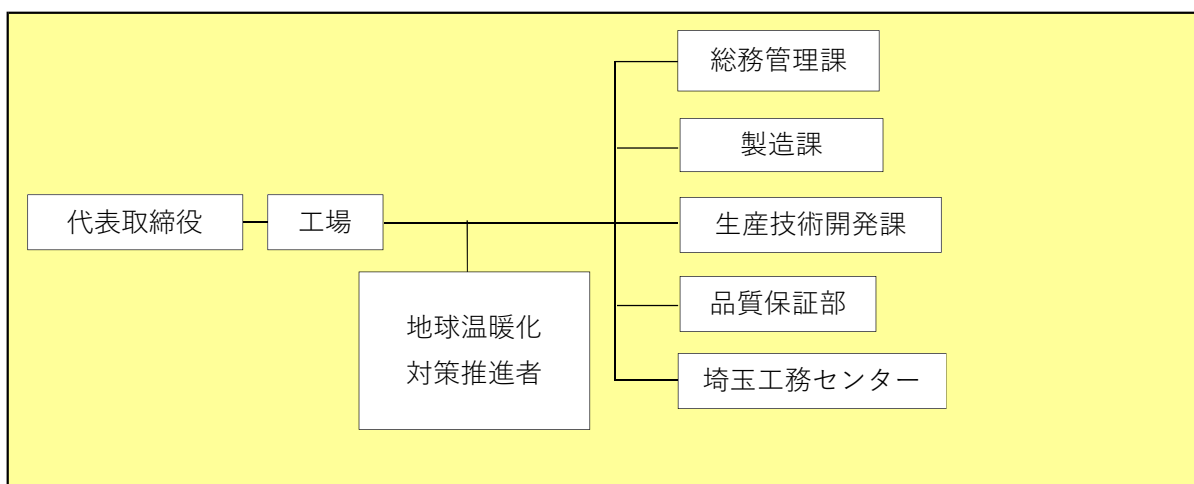 総務管理課
製造課
代表取締役
工場
生産技術開発課
地球温暖化
対策推進者
品質保証部
埼玉工務センター